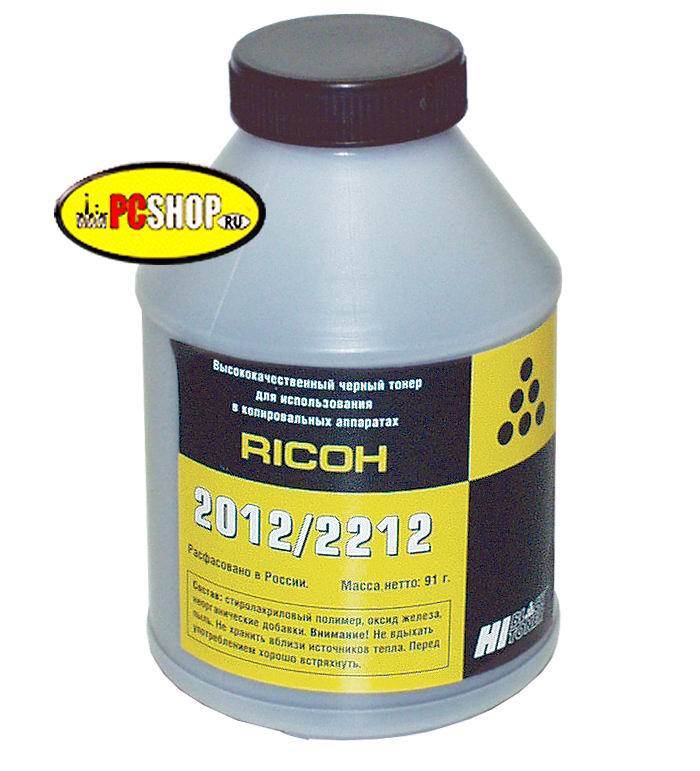 PCSHOP RU
Высококачественный черный тонер
для использования
в копировальных аппаратах
RICOH
2012/2212
Расфасовано в России. Масса нетто: 91 г.
Состав: стиролакриловый полимер, оксид железа,
неорганические добавки. Внимание! Не вдыхать
пыль. Не хранить вблизи источников тепла. Перед
употреблением хорошо встряхнуть.
HI BLACK
TONER